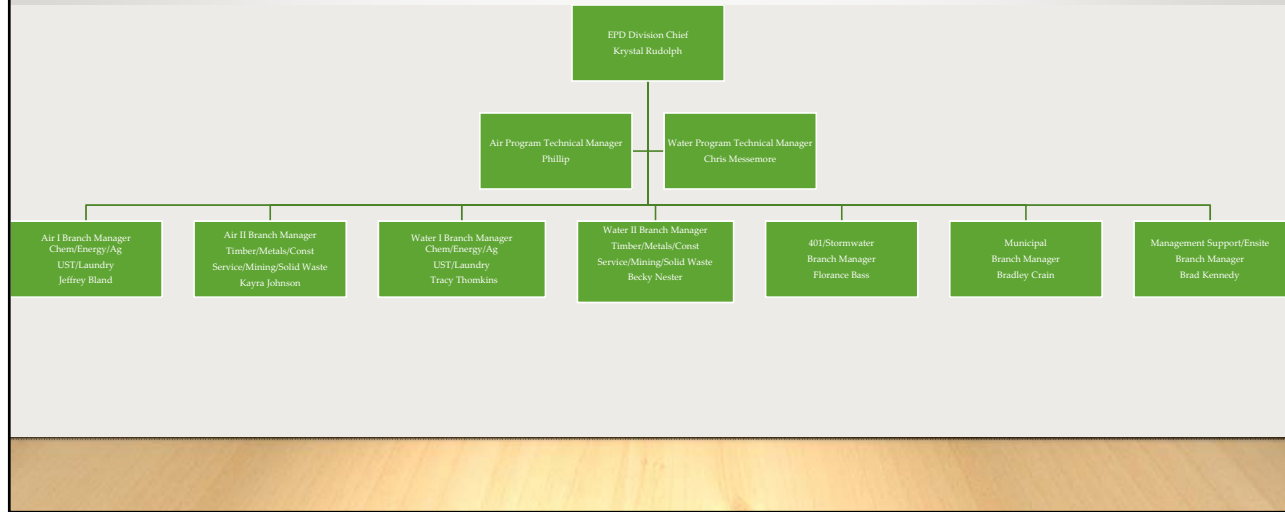 EPD Division Chief
Krystal Rudolph
Air Program Technical Manager
Phillip
Water Program Technical Manager
Chris Messemore
Air I Branch Manager
Chem/Energy/Ag
UST/Laundry
Jeffrey Bland
Air II Branch Manager
Timber/Metals/Const
Service/Mining/Solid Waste
Kayra Johnson
Water I Branch Manager
Chem/Energy/Ag
UST/Laundry
Tracy Thomkins
Water II Branch Manager
Timber/Metals/Const
Service/Mining/Solid Waste
Becky Nester
401/Stormwater
Branch Manager
Florance Bass
Municipal
Branch Manager
Bradley Crain
Management Support/Ensite
Branch Manager
Brad Kennedy